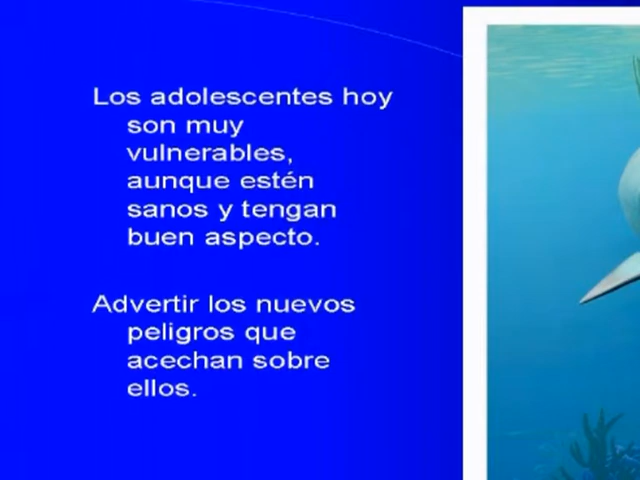 Los adolescentes hoy
son muy
vulnerables,
aunque estén
sanos y tengan
buen aspecto.
Advertir los nuevos
peligros que
acechan sobre
ellos.